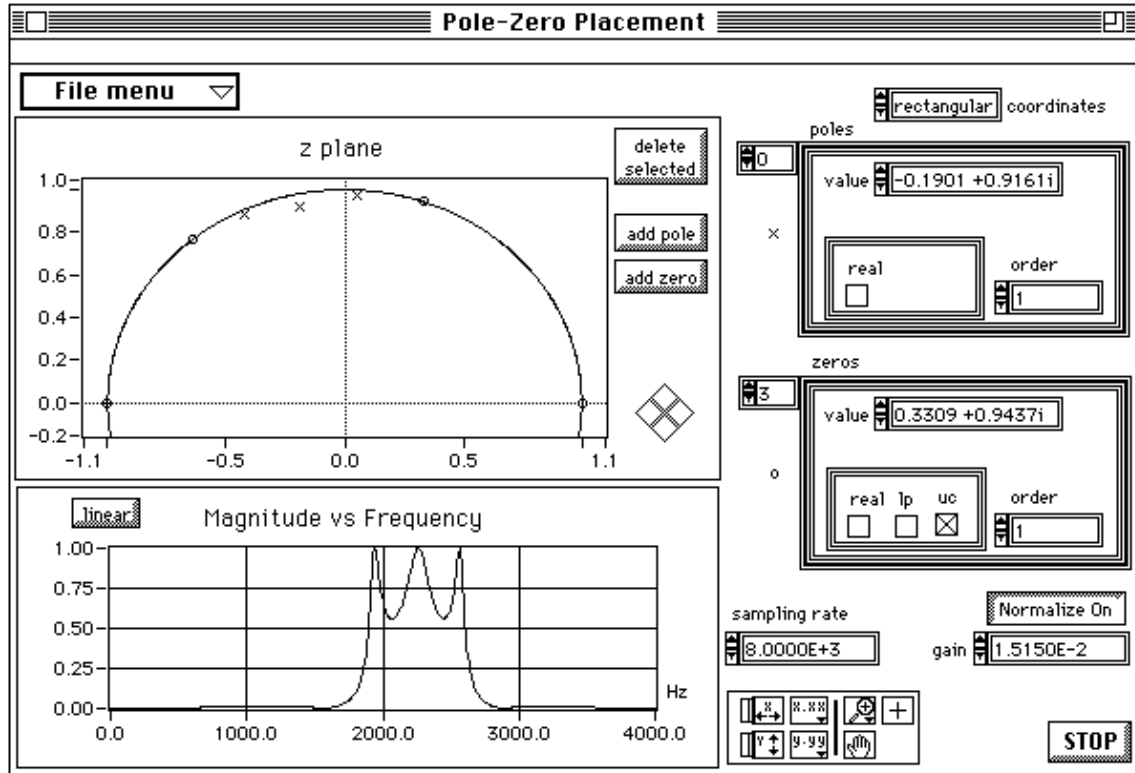 Pole-Zero Placement
File menu
rectangular coordinates
z plane
delete
selected
add pole
add zero
1.0
0.8
0.6
0.4
0.2
0.0
-0.2
-1.1 -0.5 0.0 0.5 1.1
poles
0
value -0.1901 +0.9161i
real
order
1
zeros
3
value 0.3309 +0.9437i
real lp uc
order
1
linear
Magnitude vs Frequency
1.00
0.75
0.50
0.25
0.00
Hz
0.0 1000.0 2000.0 3000.0 4000.0
sampling rate
8.0000E+3
Normalize On
gain 1.5150E-2
X x.xx
Y y.yy
STOP